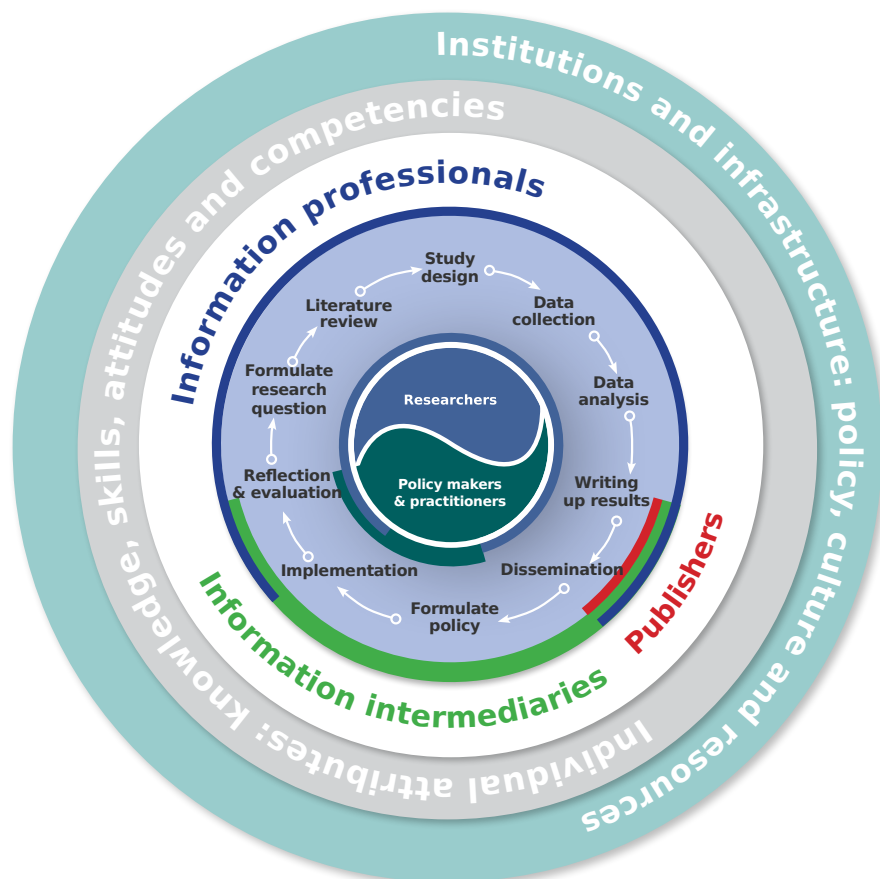 Institutions and infrastructure: policy, culture and resources
Individual attributes: knowledge, skills, attitudes and competencies
Information professionals
Study
design
Data
collection
Data
analysis
Writing
up results
Dissemination
Formulate
policy
Implementation
Reflection
& evaluation
Formulate
research
question
Literature
review
Researchers
Policy makers
& practitioners
Publishers
Information intermediaries